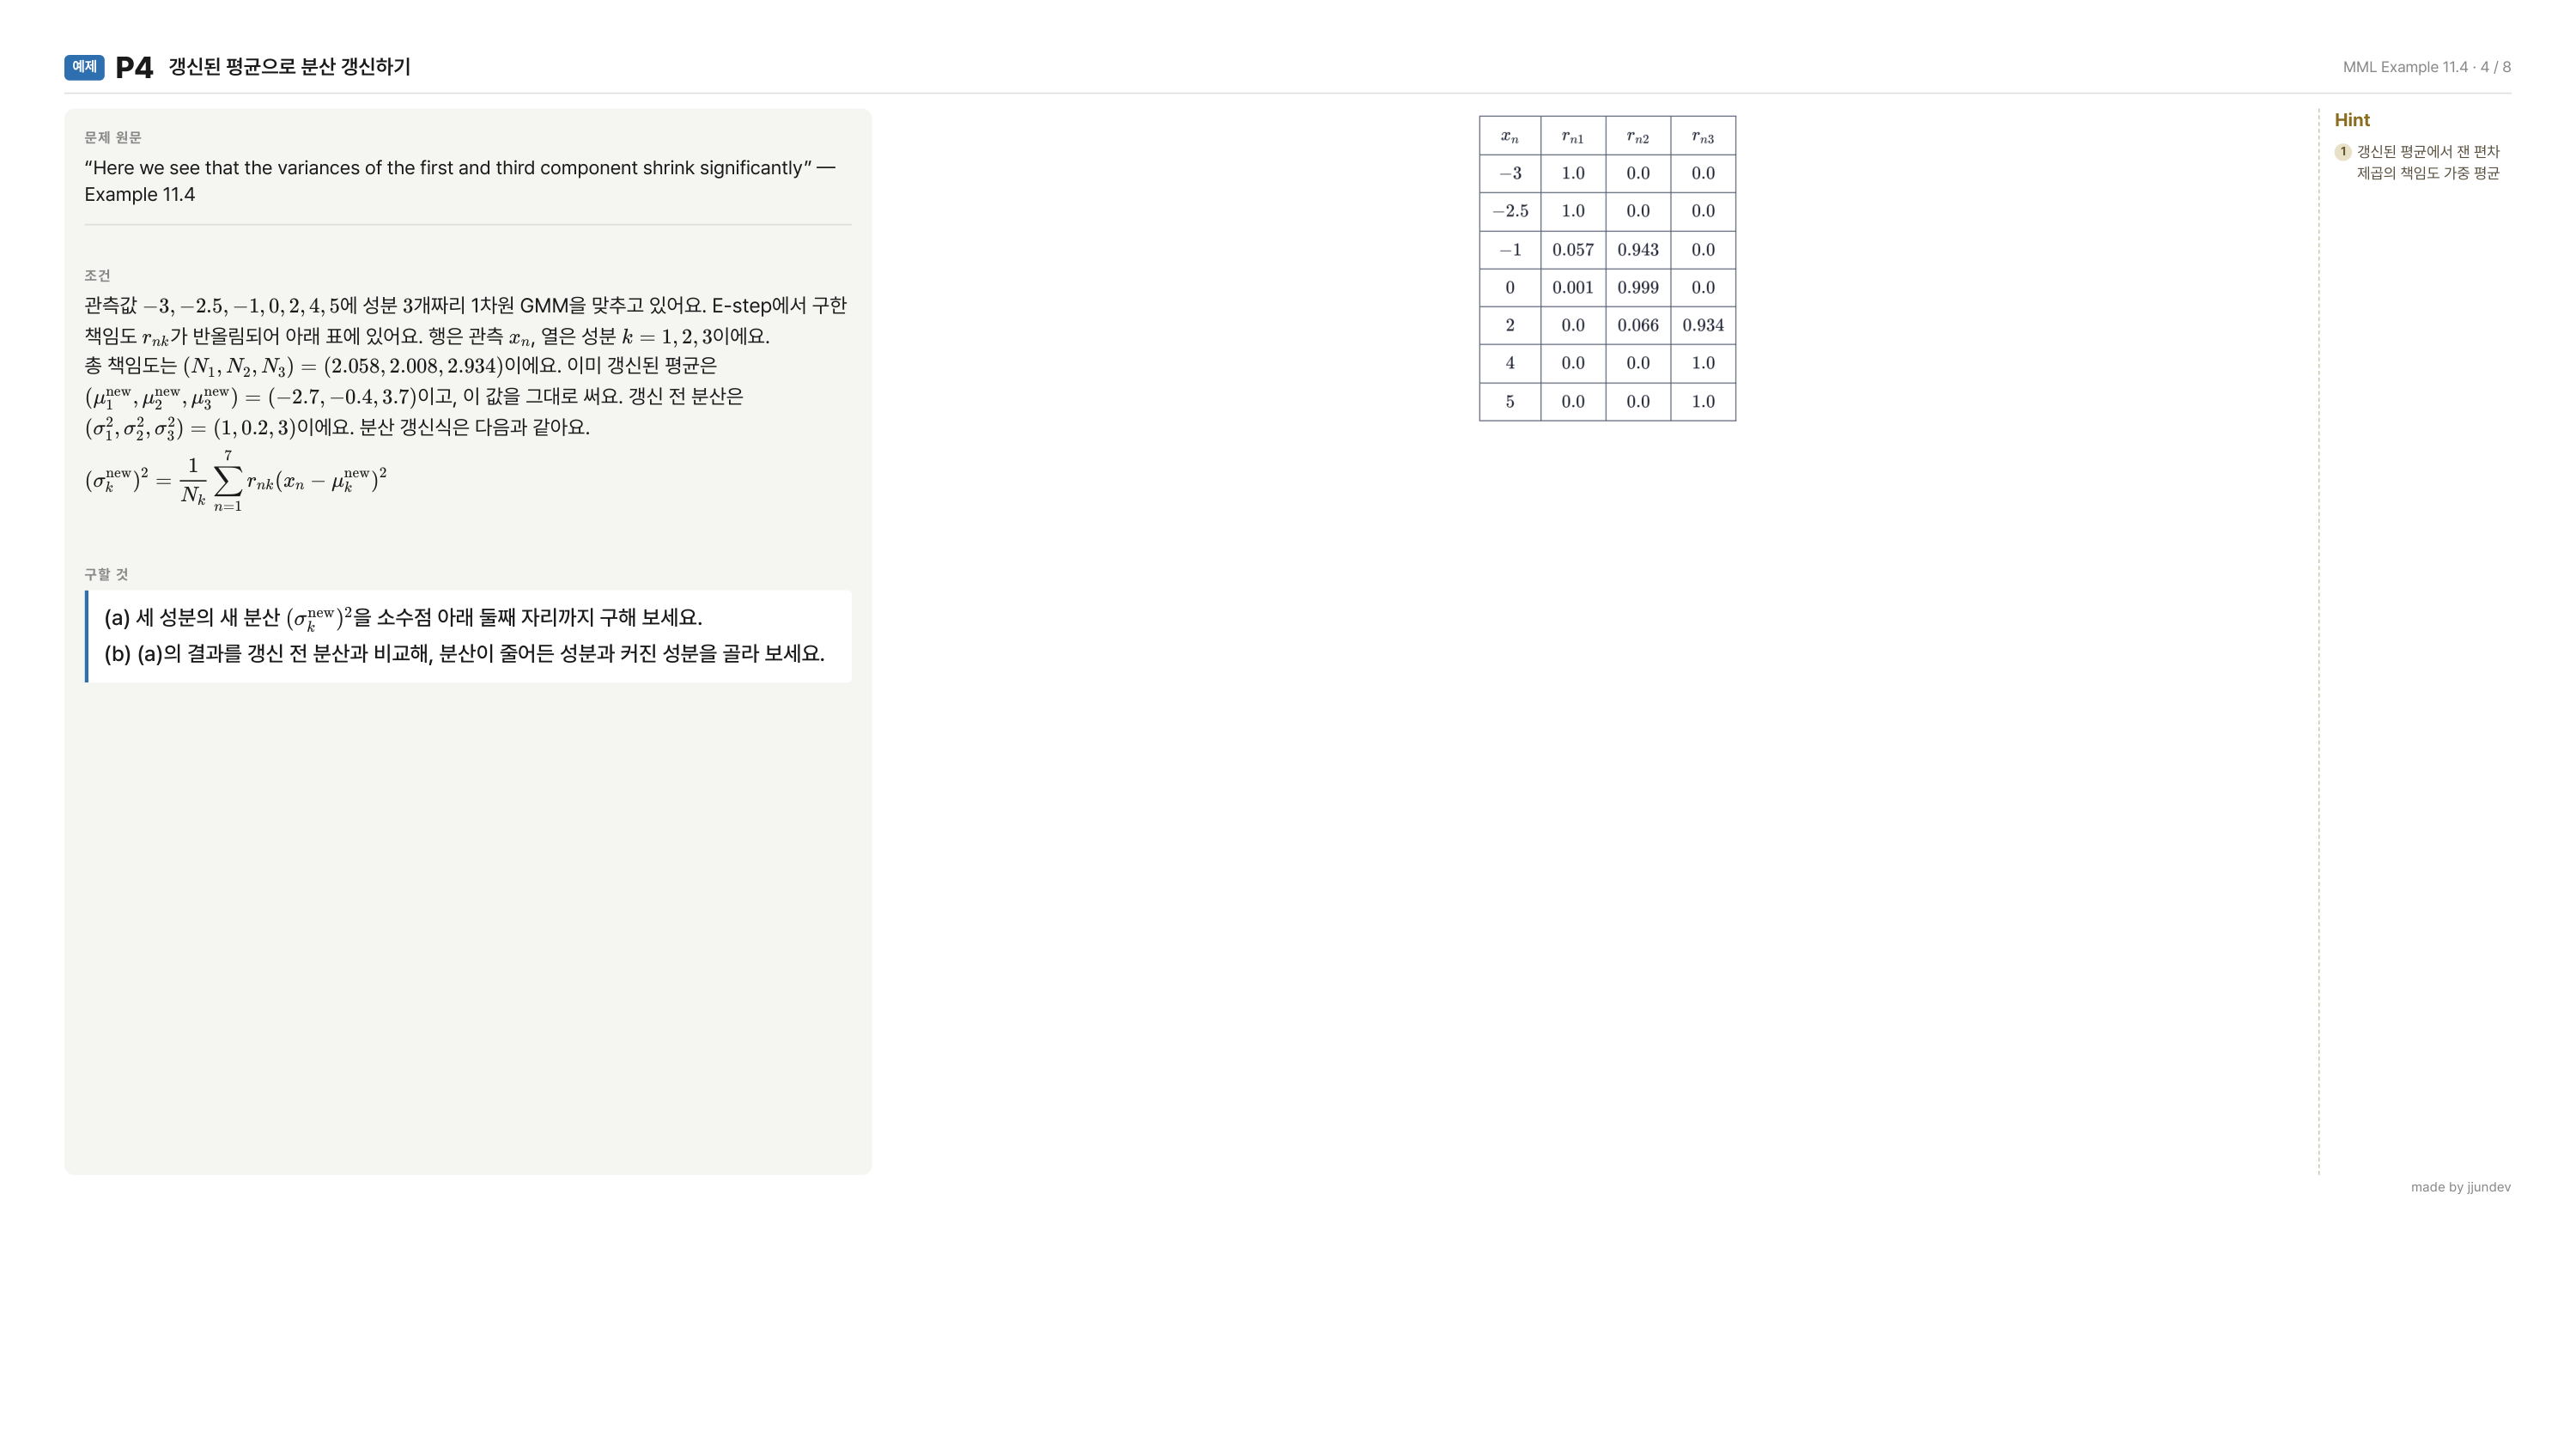 예제 P4 갱신된 평균으로 분산 갱신하기
MML Example 11.4 · 4 / 8
문제 원문
“Here we see that the variances of the first and third component shrink significantly” —
Example 11.4
조건
관측값 −3, −2.5, −1, 0, 2, 4, 5에 성분 3개짜리 1차원 GMM을 맞추고 있어요. E-step에서 구한
책임도 r_{nk}가 반올림되어 아래 표에 있어요. 행은 관측 x_n, 열은 성분 k = 1, 2, 3이에요.
총 책임도는 (N_1, N_2, N_3) = (2.058, 2.008, 2.934)이에요. 이미 갱신된 평균은
(μ_1^{new}, μ_2^{new}, μ_3^{new}) = (−2.7, −0.4, 3.7)이고, 이 값을 그대로 써요. 갱신 전 분산은
(σ_1^2, σ_2^2, σ_3^2) = (1, 0.2, 3)이에요. 분산 갱신식은 다음과 같아요.
(σ_k^{new})^2 = \frac{1}{N_k} \sum_{n=1}^{7} r_{nk}(x_n − μ_k^{new})^2
구할 것
(a) 세 성분의 새 분산 (σ_k^{new})^2을 소수점 아래 둘째 자리까지 구해 보세요.
(b) (a)의 결과를 갱신 전 분산과 비교해, 분산이 줄어든 성분과 커진 성분을 골라 보세요.
x_n r_{n1} r_{n2} r_{n3}
−3 1.0 0.0 0.0
−2.5 1.0 0.0 0.0
−1 0.057 0.943 0.0
0 0.001 0.999 0.0
2 0.0 0.066 0.934
4 0.0 0.0 1.0
5 0.0 0.0 1.0
Hint
1 갱신된 평균에서 잰 편차
제곱의 책임도 가중 평균
made by jjundev